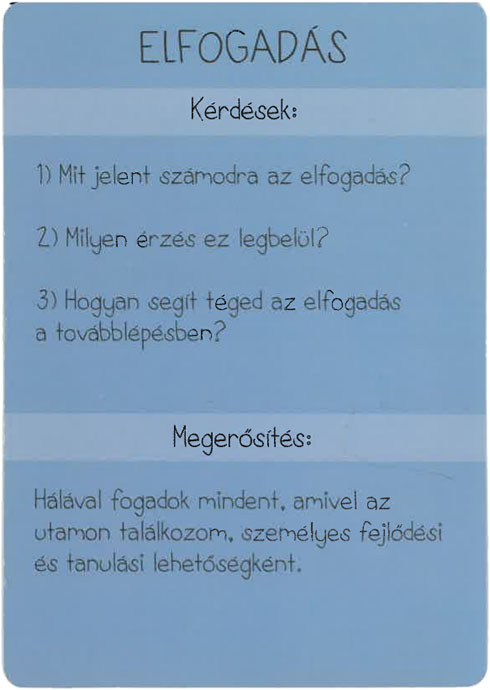 ELFOGADÁS
Kérdések:
1) Mit jelent számodra az elfogadás?
2) Milyen érzés ez legbelül?
3) Hogyan segít téged az elfogadás
a továbblépésben?
Megerősítés:
Hálával fogadok mindent, amivel az
utamon találkozom, személyes fejlődési
és tanulási lehetőségként.